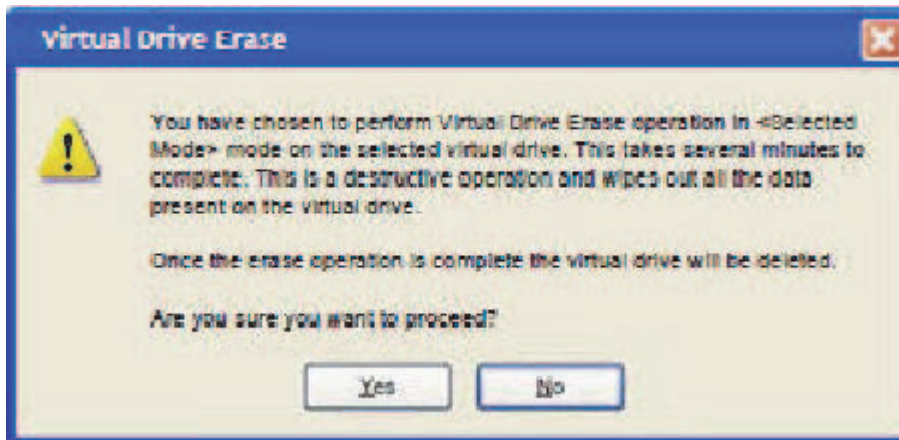 Virtual Drive Erase
You have chosen to perform Virtual Drive Erase operation in <Selected
Mode> mode on the selected virtual drive. This takes several minutes to
complete. This is a destructive operation and wipes out all the data
present on the virtual drive.
Once the erase operation is complete the virtual drive will be deleted.
Are you sure you want to proceed?
Yes
No